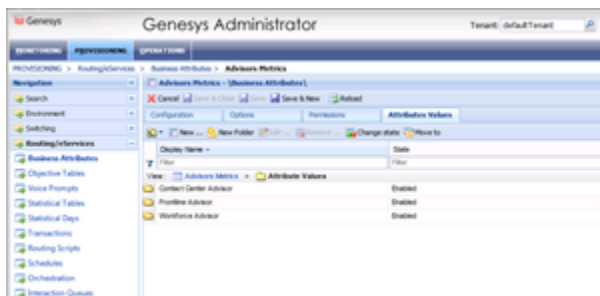 Genesys
Genesys Administrator
Tenant: defaultTenant
MONITORING PROVISIONING OPERATIONS
PROVISIONING > Routing/eServices > Business Attributes > Advisors Metrics
Navigation
Advisors Metrics - \Business Attributes\
Search
Cancel Save & Close Save Save & New Reload
Environment
Configuration Options Permissions Attributes Values
Switching
New ... New Folder Edit ... Remove ... Change state Move to
Routing/eServices
Business Attributes
Display Name State
Objective Tables
Filter Filter
Voice Prompts
View: Advisors Metrics > Attribute Values
Statistical Tables
Contact Center Advisor Enabled
Statistical Days
Frontline Advisor Enabled
Transactions
Workforce Advisor Enabled
Routing Scripts
Schedules
Orchestration
Interaction Queues